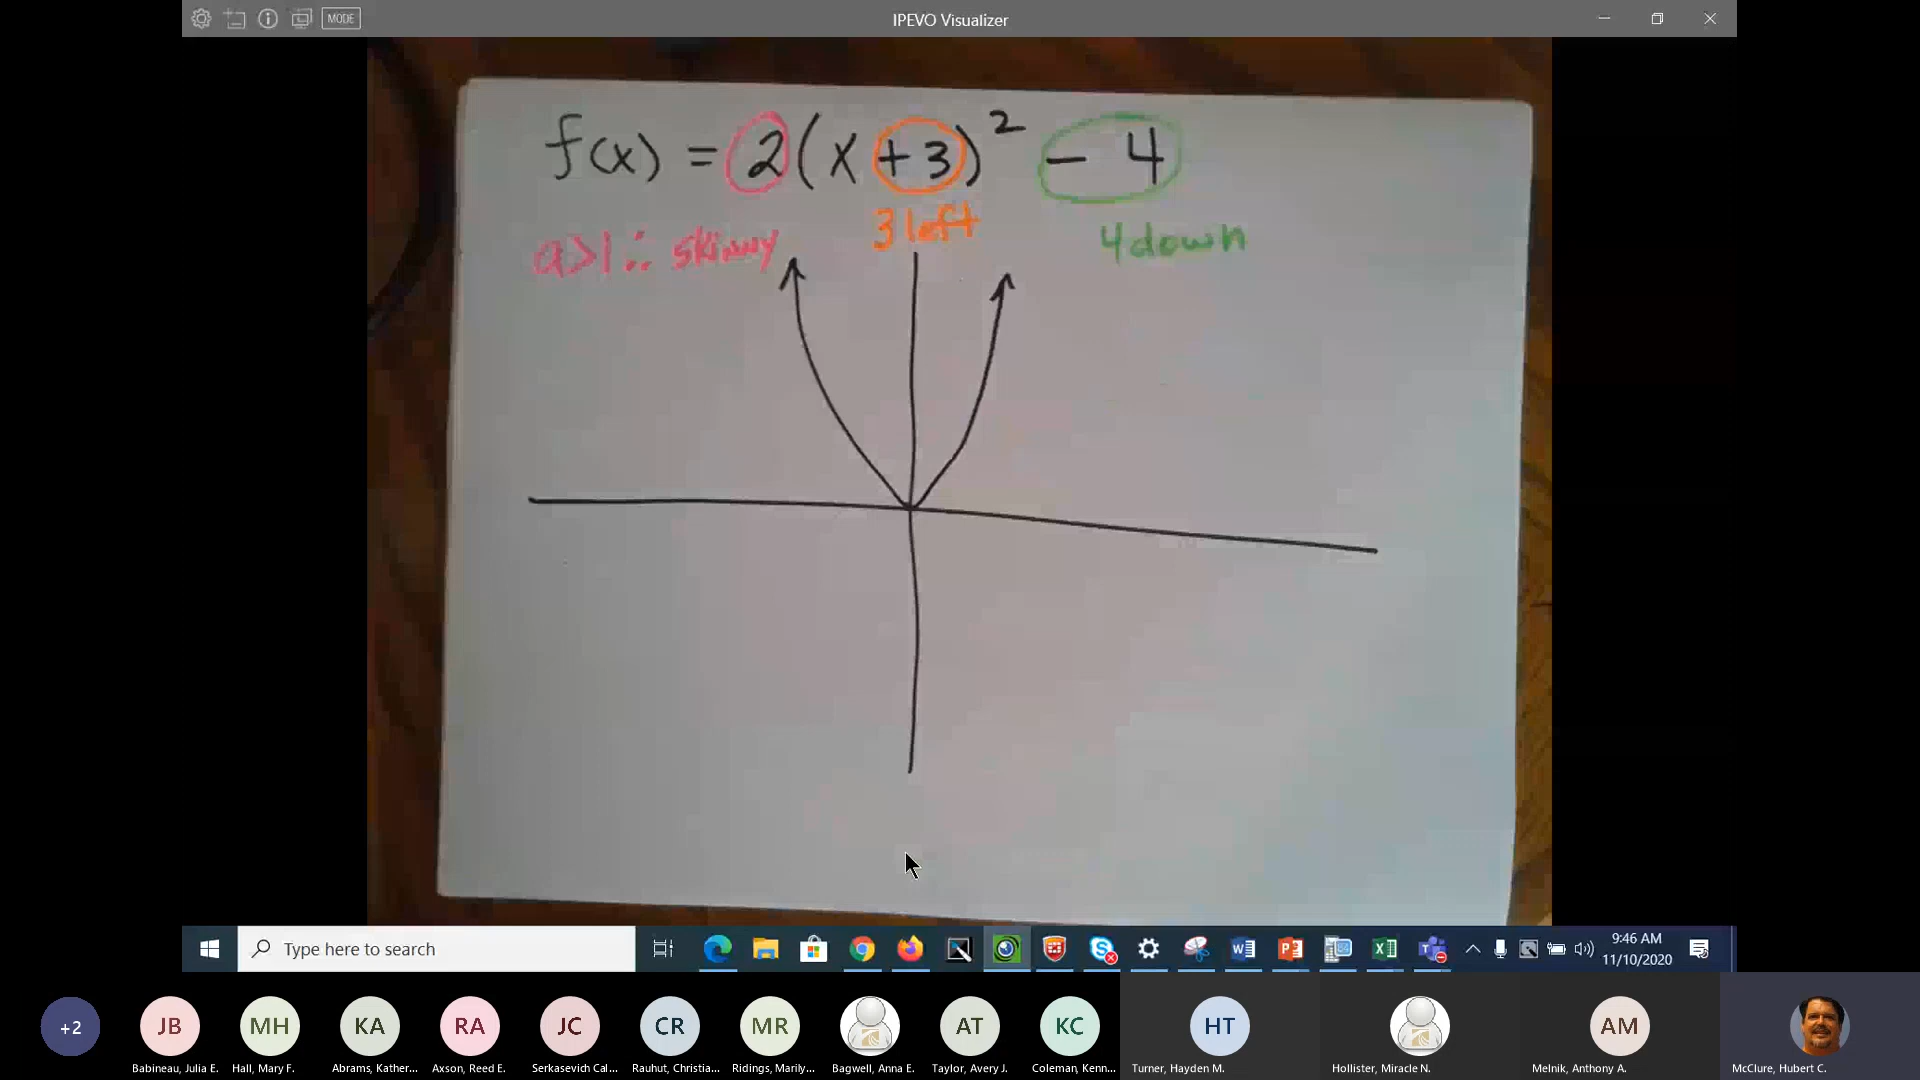 MODE
IPEVO Visualizer
f(x) = 2(x +3)² - 4
a>1 ∴ skinny
3 left
4 down
Type here to search
9:46 AM
11/10/2020
+2
JB
MH
KA
RA
JC
CR
MR
AT
KC
HT
AM
Babineau, Julia E.
Hall, Mary F.
Abrams, Kather...
Axson, Reed E.
Serkasevich Cal...
Rauhut, Christia...
Ridings, Marily...
Bagwell, Anna E.
Taylor, Avery J.
Coleman, Kenn...
Turner, Hayden M.
Hollister, Miracle N.
Melnik, Anthony A.
McClure, Hubert C.